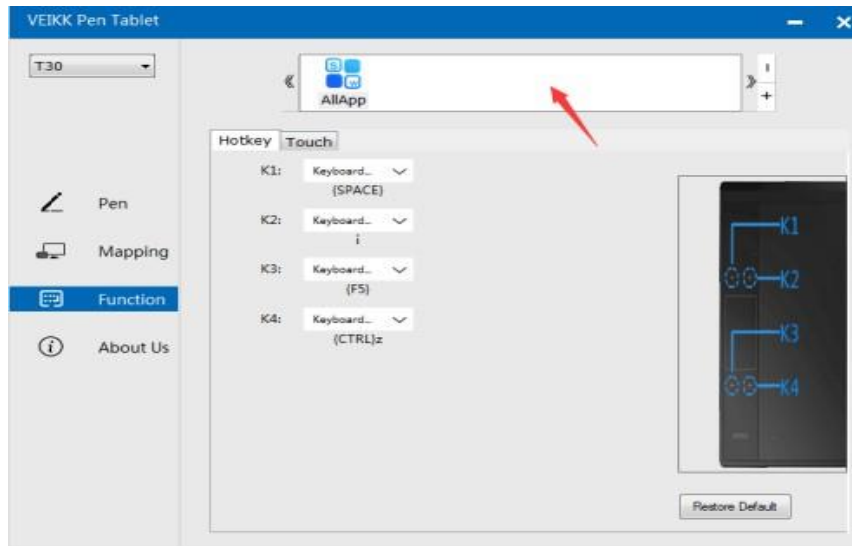 VEIKK Pen Tablet
T30
AllApp
Hotkey Touch
K1: Keyboard...
(SPACE)
K2: Keyboard...
i
K3: Keyboard...
(F5)
K4: Keyboard...
(CTRL)z
Pen
Mapping
Function
About Us
K1
K2
K3
K4
Restore Default